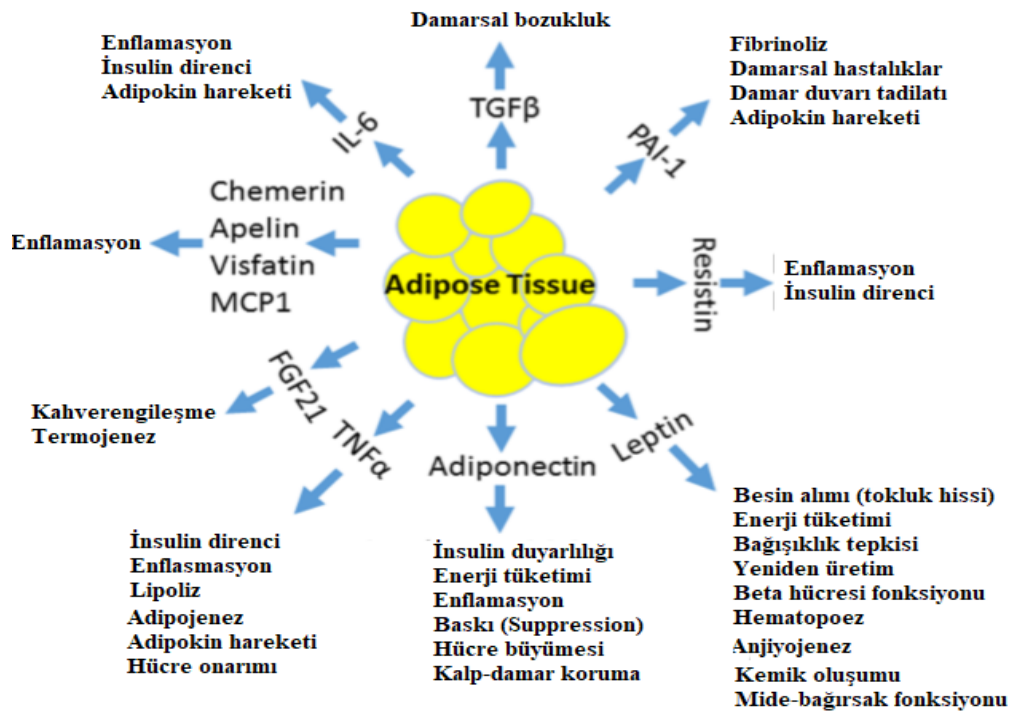 Damarsal bozukluk
Enflamasyon
İnsulin direnci
Adipokin hareketi
Fibrinoliz
Damarsal hastalıklar
Damar duvarı tadilatı
Adipokin hareketi
TGFβ
IL-6
PAI-1
Chemerin
Apelin
Visfatin
MCP1
Enflamasyon
Adipose Tissue
Resistin
Enflamasyon
İnsulin direnci
FGF21
Kahverengileşme
Termojenez
TNFα
Adiponectin
Leptin
İnsulin direnci
Enflasmasyon
Lipoliz
Adipojenez
Adipokin hareketi
Hücre onarımı
İnsulin duyarlılığı
Enerji tüketimi
Enflamasyon
Baskı (Suppression)
Hücre büyümesi
Kalp-damar koruma
Besin alımı (tokluk hissi)
Enerji tüketimi
Bağışıklık tepkisi
Yeniden üretim
Beta hücresi fonksiyonu
Hematopoez
Anjiyojenez
Kemik oluşumu
Mide-bağırsak fonksiyonu